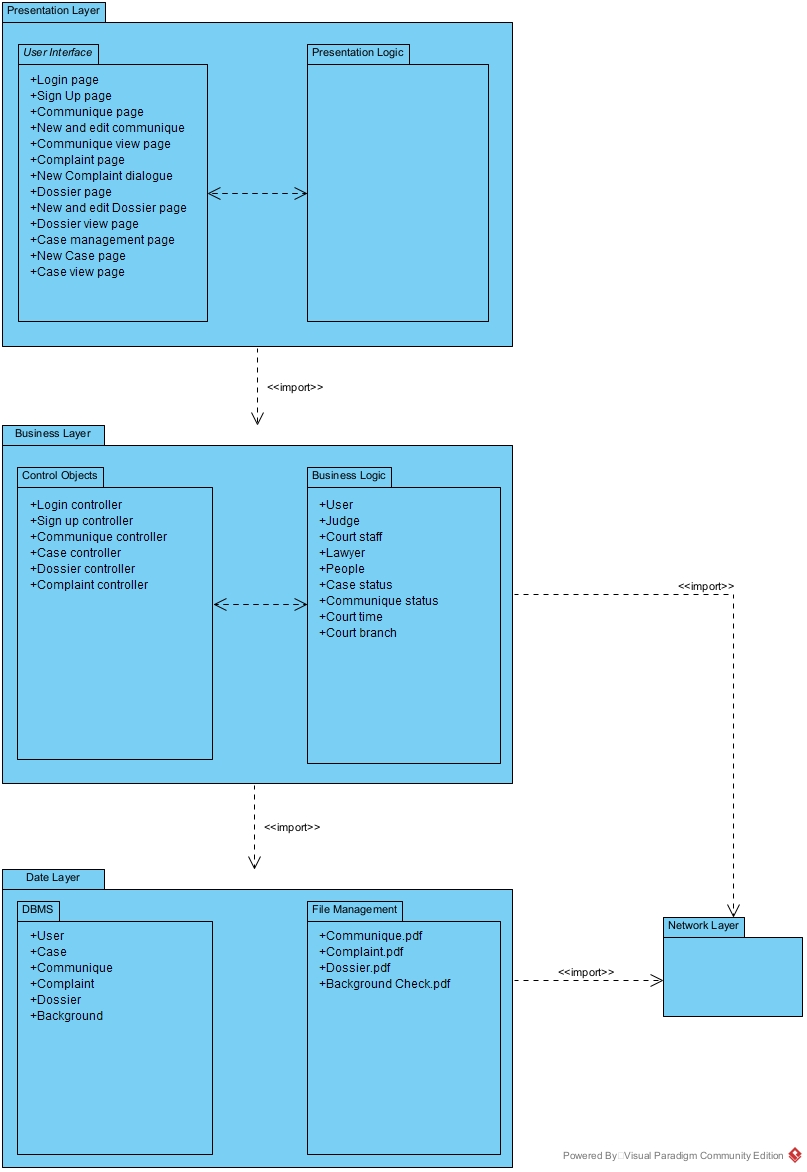 Presentation Layer
User Interface
+Login page
+Sign Up page
+Communique page
+New and edit communique
+Communique view page
+Complaint page
+New Complaint dialogue
+Dossier page
+New and edit Dossier page
+Dossier view page
+Case management page
+New Case page
+Case view page
Presentation Logic
<<import>>
Business Layer
Control Objects
+Login controller
+Sign up controller
+Communique controller
+Case controller
+Dossier controller
+Complaint controller
Business Logic
+User
+Judge
+Court staff
+Lawyer
+People
+Case status
+Communique status
+Court time
+Court branch
<<import>>
<<import>>
Date Layer
DBMS
+User
+Case
+Communique
+Complaint
+Dossier
+Background
File Management
+Communique.pdf
+Complaint.pdf
+Dossier.pdf
+Background Check.pdf
<<import>>
Network Layer
Powered By Visual Paradigm Community Edition